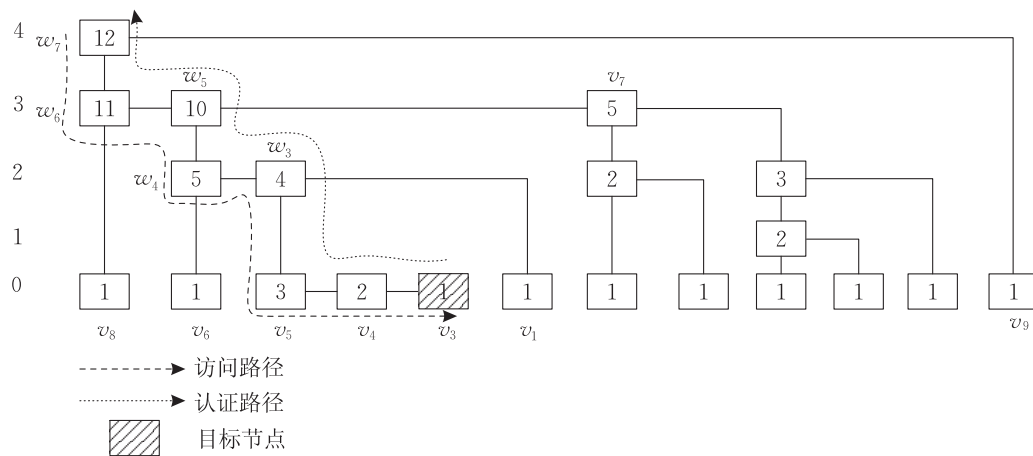 4 w₇ 12
w₅ v₇
3 w₆ 11 10 5
w₃
2 w₄ 5 4 2 3
1 2
0 1 1 3 2 1 1 1 1 1 1 1 1
v₈ v₆ v₅ v₄ v₃ v₁ v₉
访问路径
认证路径
目标节点